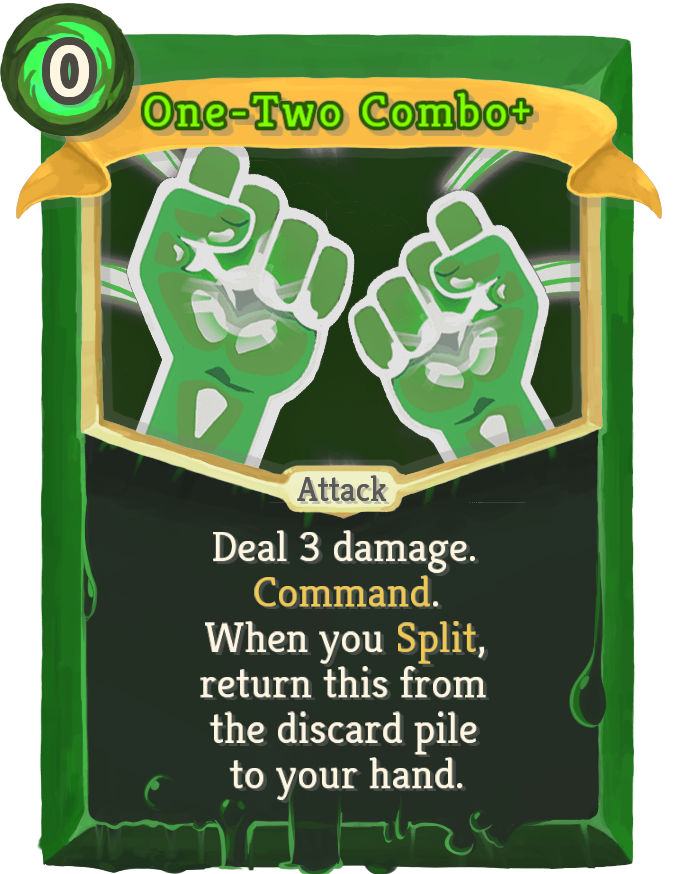 0
One-Two Combo+
Attack
Deal 3 damage.
Command.
When you Split,
return this from
the discard pile
to your hand.